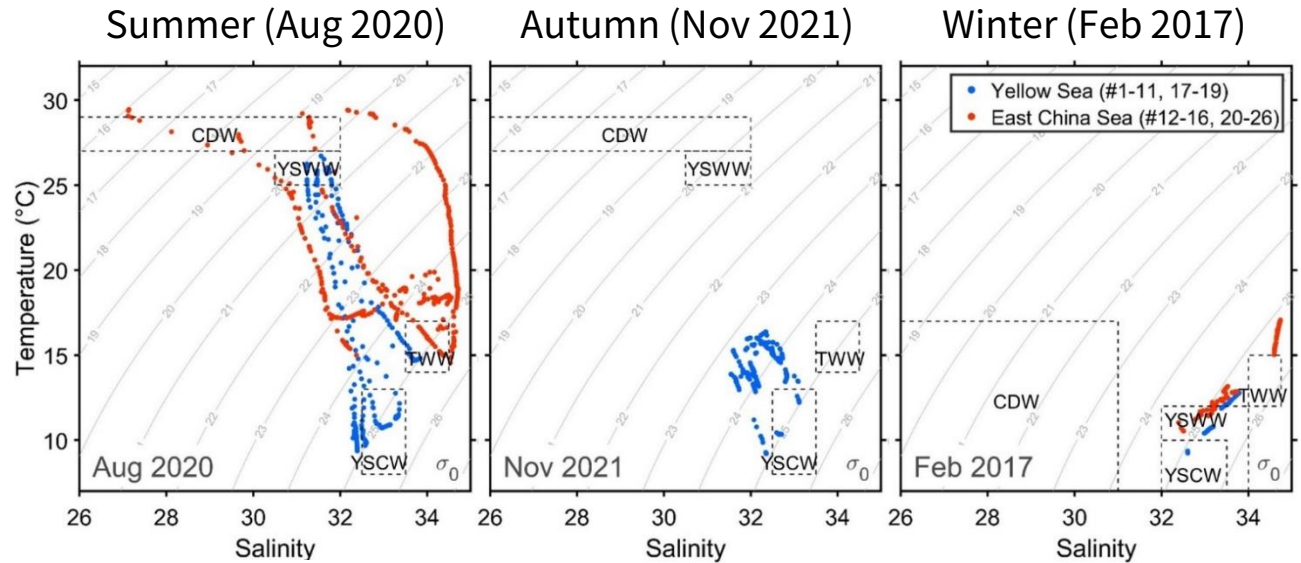 Summer (Aug 2020)
Autumn (Nov 2021)
Winter (Feb 2017)
Temperature (°C)
30
25
20
15
10
CDW
YSWW
TWW
YSCW
Aug 2020
σ0
26 28 30 32 34
Salinity
CDW
YSWW
TWW
YSCW
Nov 2021
σ0
26 28 30 32 34
Salinity
Yellow Sea (#1-11, 17-19)
East China Sea (#12-16, 20-26)
CDW
TWW
YSWW
YSCW
Feb 2017
σ0
26 28 30 32 34
Salinity